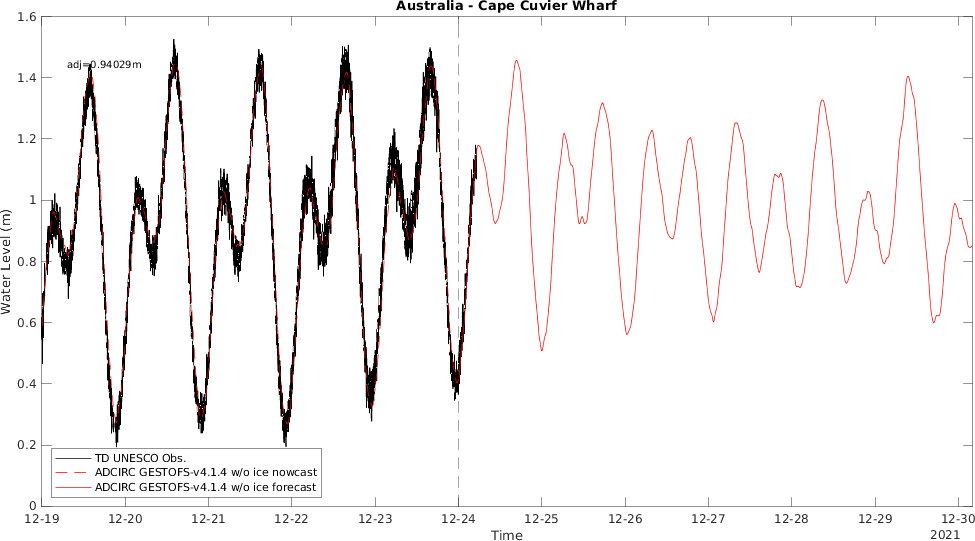 Australia - Cape Cuvier Wharf
1.6
1.4
1.2
1
0.8
0.6
0.4
0.2
0
Water Level (m)
adj=0.94029m
TD UNESCO Obs.
ADCIRC GESTOFS-v4.1.4 w/o ice nowcast
ADCIRC GESTOFS-v4.1.4 w/o ice forecast
12-19 12-20 12-21 12-22 12-23 12-24 12-25 12-26 12-27 12-28 12-29 12-30
Time
2021